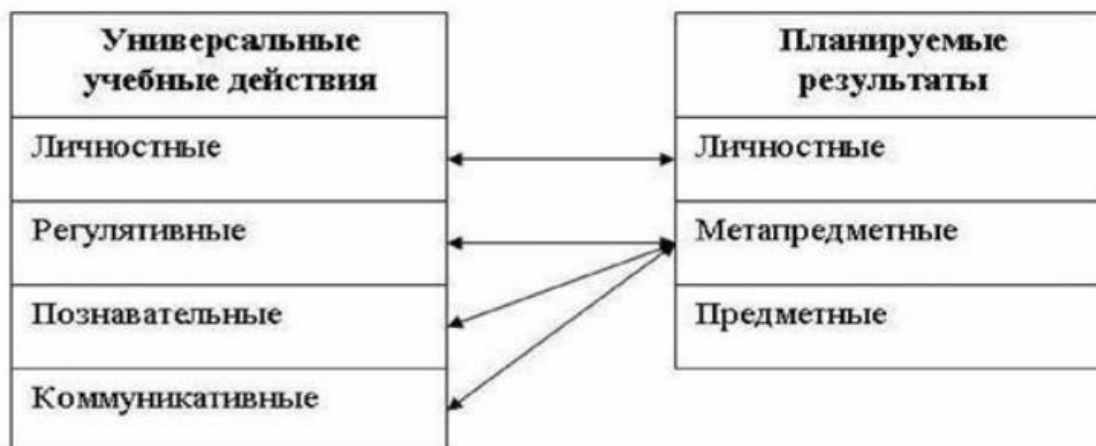 Универсальные
учебные действия
Личностные
Регулятивные
Познавательные
Коммуникативные
Планируемые
результаты
Личностные
Метапредметные
Предметные